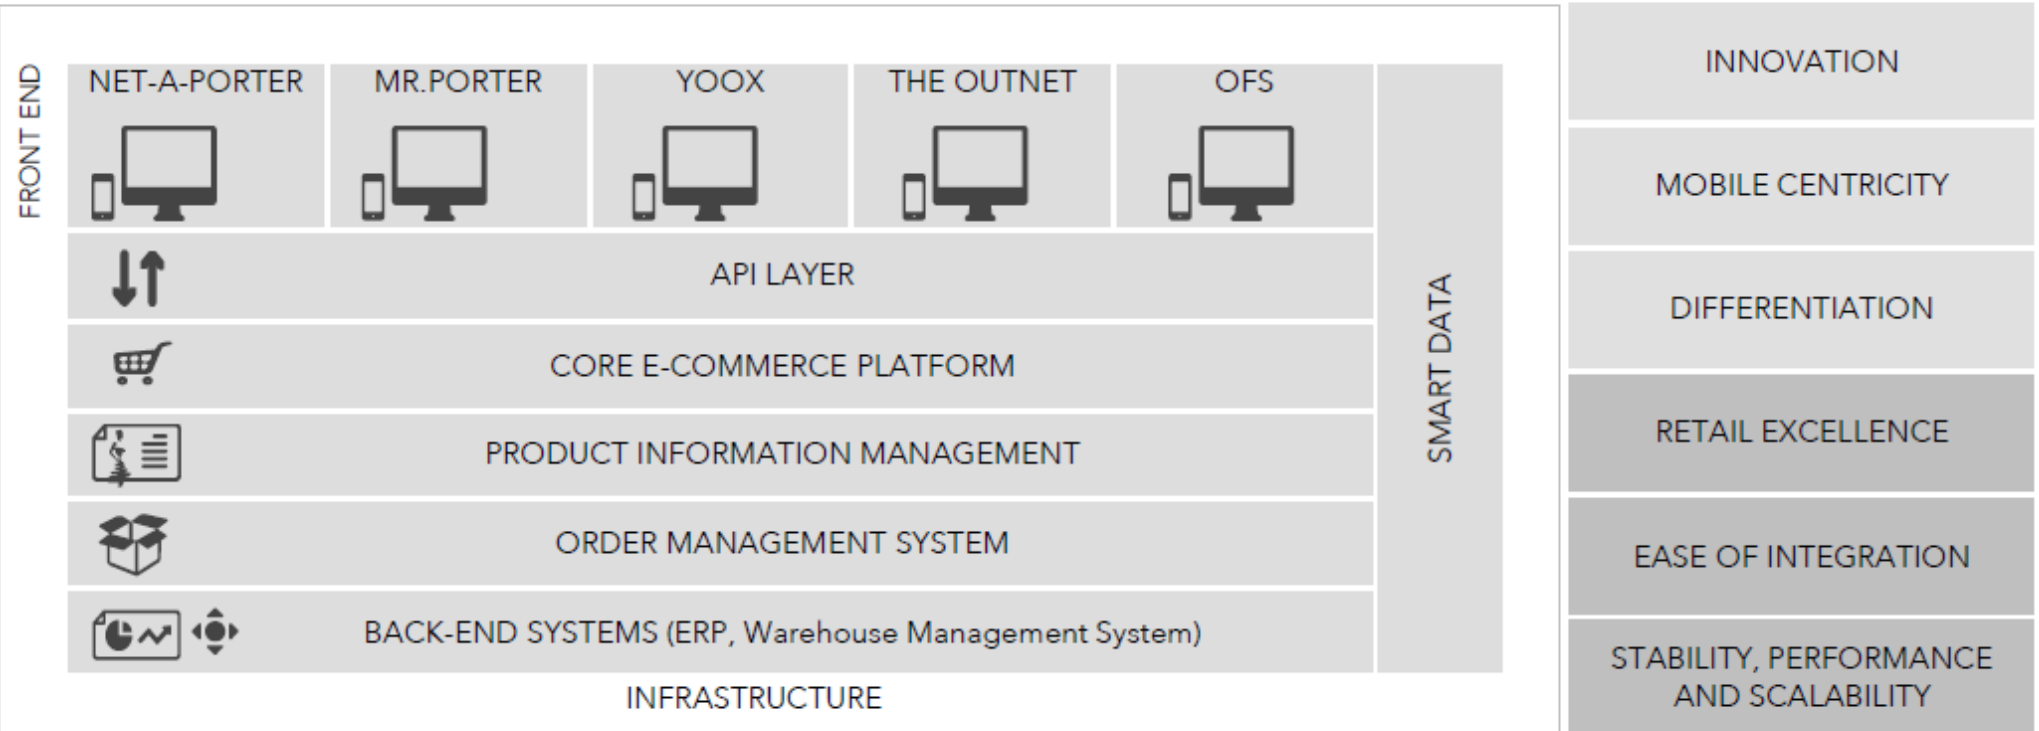 FRONT END
NET-A-PORTER
MR.PORTER
YOOX
THE OUTNET
OFS
API LAYER
CORE E-COMMERCE PLATFORM
PRODUCT INFORMATION MANAGEMENT
ORDER MANAGEMENT SYSTEM
BACK-END SYSTEMS (ERP, Warehouse Management System)
SMART DATA
INFRASTRUCTURE
INNOVATION
MOBILE CENTRICITY
DIFFERENTIATION
RETAIL EXCELLENCE
EASE OF INTEGRATION
STABILITY, PERFORMANCE
AND SCALABILITY